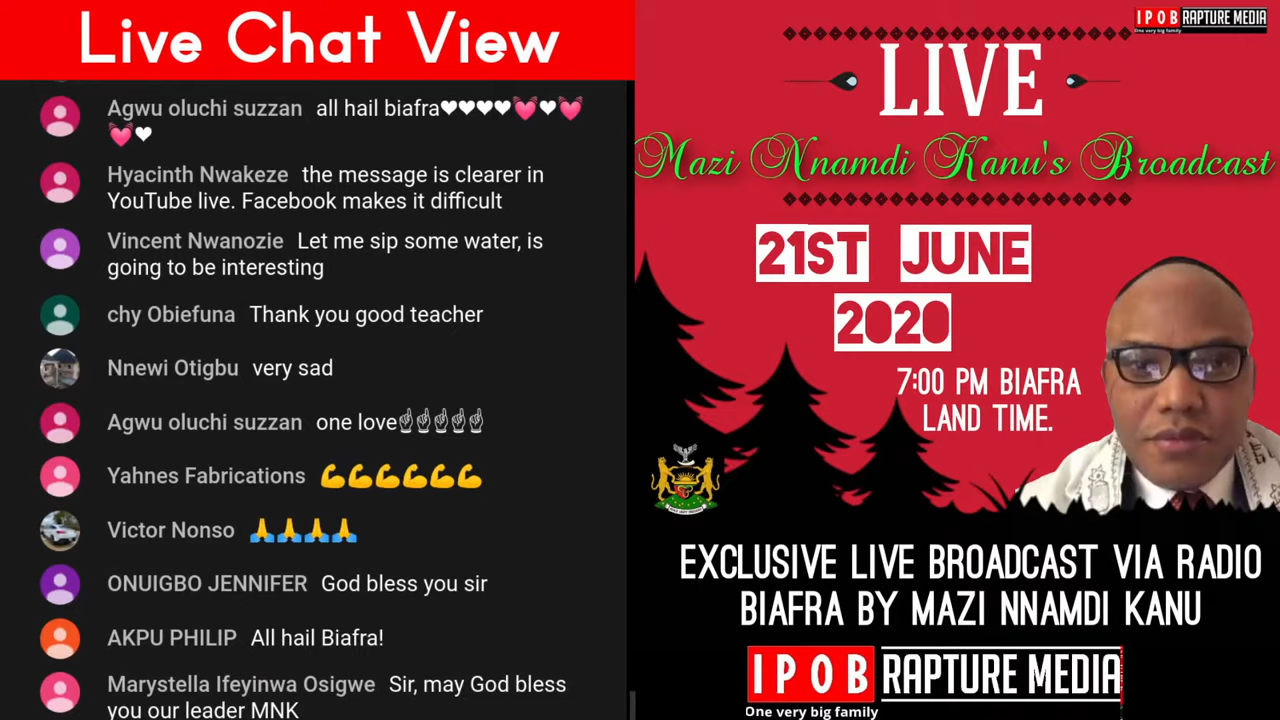 Live Chat View
Agwu oluchi suzzan all hail biafra♥♥♥♥💓♥💓
💓♥
Hyacinth Nwakeze the message is clearer in
YouTube live. Facebook makes it difficult
Vincent Nwanozie Let me sip some water, is
going to be interesting
chy Obiefuna Thank you good teacher
Nnewi Otigbu very sad
Agwu oluchi suzzan one love☝☝☝☝☝
Yahnes Fabrications 💪💪💪💪💪💪
Victor Nonso 🙏🙏🙏🙏
ONUIGBO JENNIFER God bless you sir
AKPU PHILIP All hail Biafra!
Marystella Ifeyinwa Osigwe Sir, may God bless
you our leader MNK
IPOB RAPTURE MEDIA
One very big family
LIVE
Mazi Nnamdi Kanu's Broadcast
21ST JUNE
2020
7:00 PM BIAFRA
LAND TIME.
EXCLUSIVE LIVE BROADCAST VIA RADIO
BIAFRA BY MAZI NNAMDI KANU
IPOB RAPTURE MEDIA
One very big family